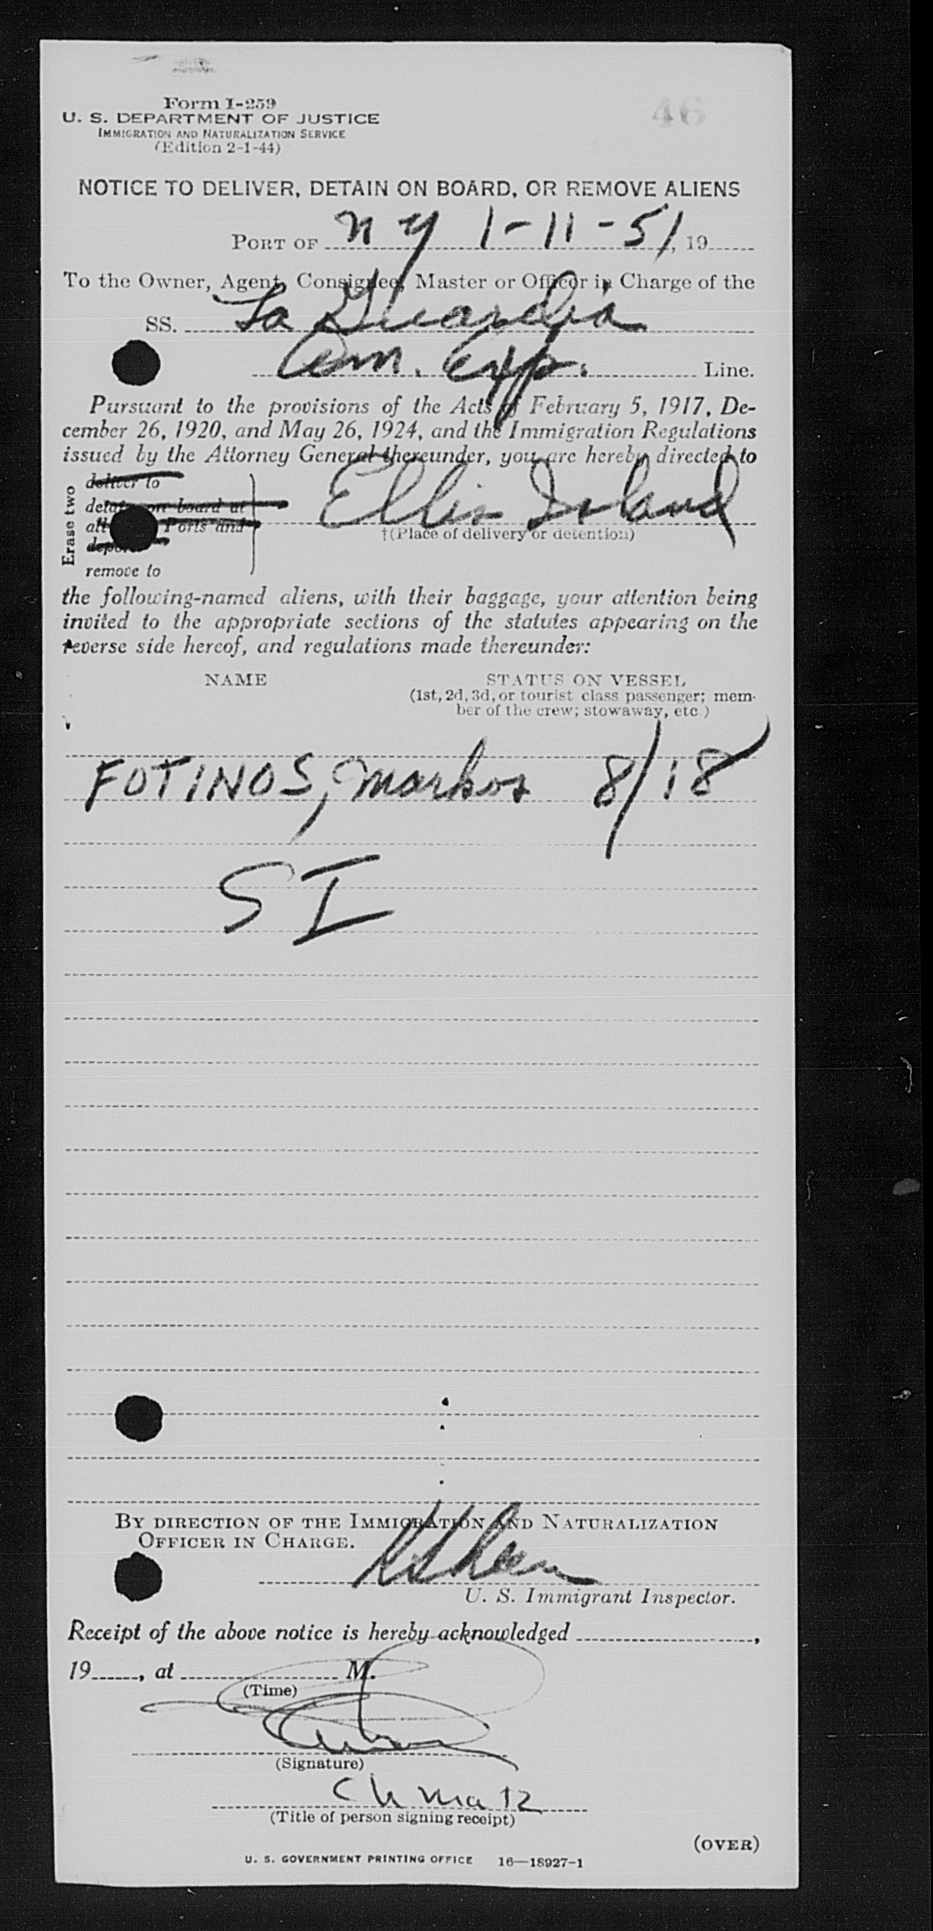 46
Form I-259
U. S. DEPARTMENT OF JUSTICE
IMMIGRATION AND NATURALIZATION SERVICE
(Edition 2-1-44)
NOTICE TO DELIVER, DETAIN ON BOARD, OR REMOVE ALIENS
PORT OF NY 1-11-51, 19
To the Owner, Agent, Consignee, Master or Officer in Charge of the
SS. La Guardia
Am. Exp. Line.
Pursuant to the provisions of the Acts of February 5, 1917, De-
cember 26, 1920, and May 26, 1924, and the Immigration Regulations
issued by the Attorney General thereunder, you are hereby directed to
Erase two
deliver to
detain on board at
all Ports and
deport
remove to
Ellis Island
†(Place of delivery or detention)
the following-named aliens, with their baggage, your attention being
invited to the appropriate sections of the statutes appearing on the
reverse side hereof, and regulations made thereunder:
NAME STATUS ON VESSEL
(1st, 2d, 3d, or tourist class passenger; mem-
ber of the crew; stowaway, etc.)
FOTINOS, Markos 8/18
SI
BY DIRECTION OF THE IMMIGRATION AND NATURALIZATION
OFFICER IN CHARGE.
U. S. Immigrant Inspector.
Receipt of the above notice is hereby acknowledged ,
19 , at M.
(Time)
(Signature)
(Title of person signing receipt)
(OVER)
U. S. GOVERNMENT PRINTING OFFICE 16—18927-1